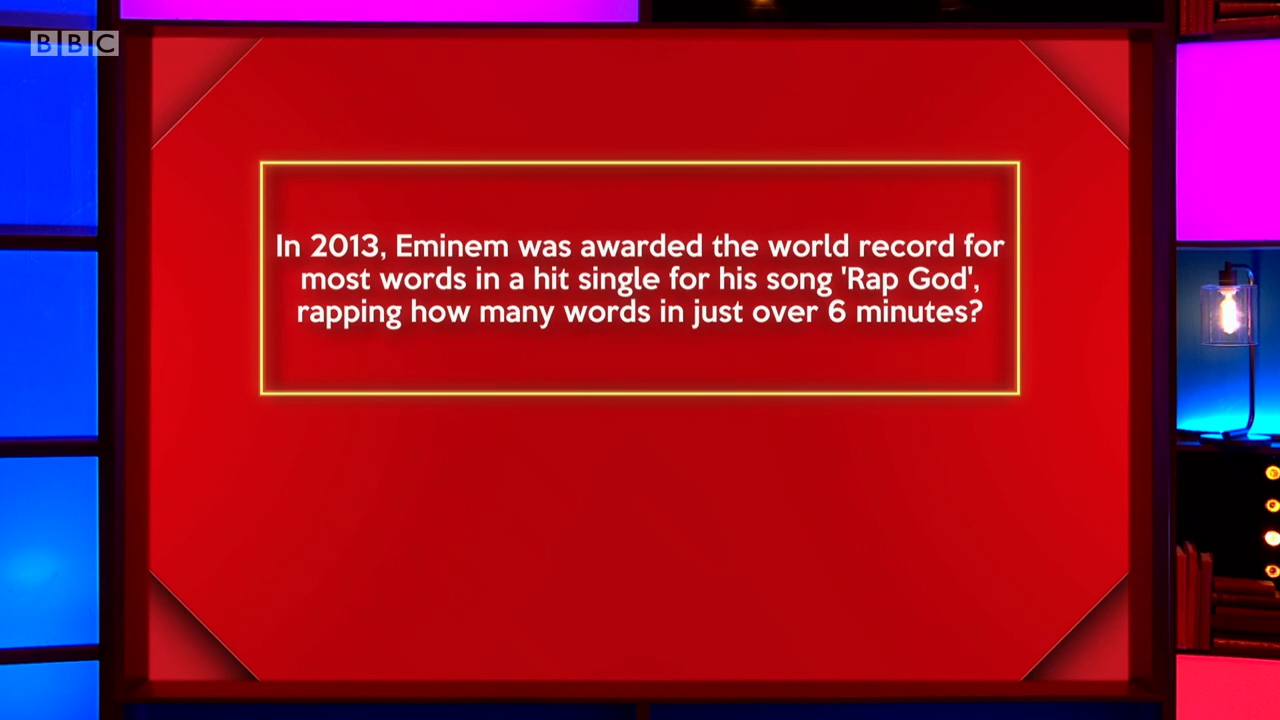 BBC
In 2013, Eminem was awarded the world record for
most words in a hit single for his song 'Rap God',
rapping how many words in just over 6 minutes?